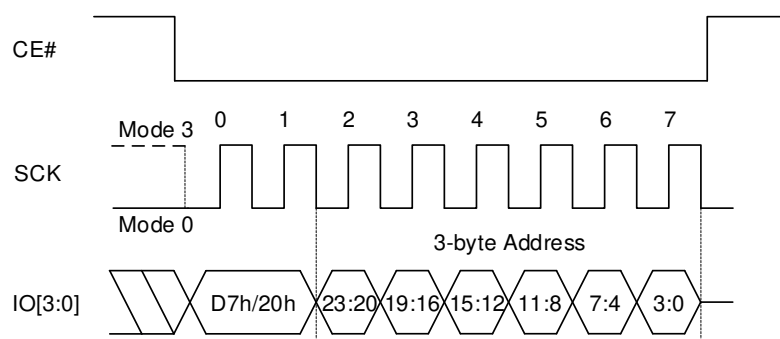 CE#
Mode 3 0 1 2 3 4 5 6 7
SCK
Mode 0
3-byte Address
IO[3:0] D7h/20h 23:20 19:16 15:12 11:8 7:4 3:0